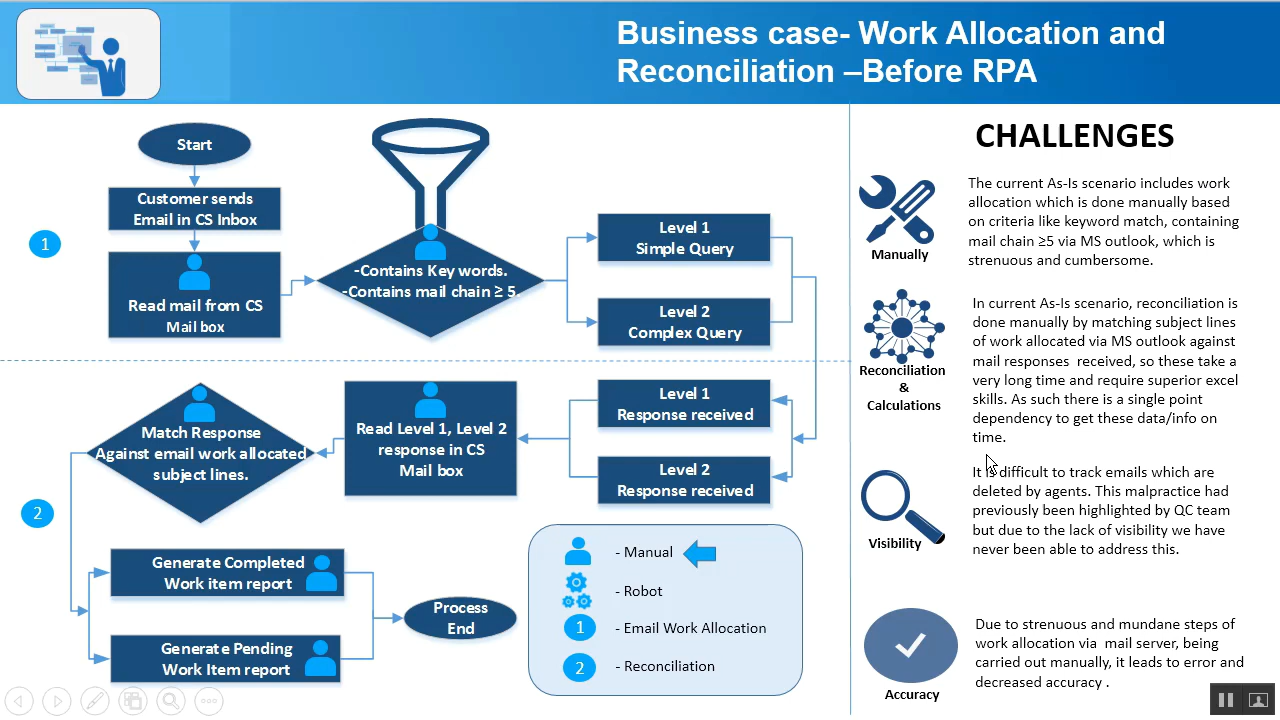 Business case- Work Allocation and
Reconciliation –Before RPA
Start
Customer sends
Email in CS Inbox
1
Read mail from CS
Mail box
-Contains Key words.
-Contains mail chain ≥ 5.
Level 1
Simple Query
Level 2
Complex Query
Level 1
Response received
Level 2
Response received
Read Level 1, Level 2
response in CS
Mail box
Match Response
Against email work allocated
subject lines.
2
Generate Completed
Work item report
Generate Pending
Work Item report
Process
End
- Manual
- Robot
1 - Email Work Allocation
2 - Reconciliation
CHALLENGES
Manually
The current As-Is scenario includes work
allocation which is done manually based
on criteria like keyword match, containing
mail chain ≥5 via MS outlook, which is
strenuous and cumbersome.
Reconciliation
&
Calculations
In current As-Is scenario, reconciliation is
done manually by matching subject lines
of work allocated via MS outlook against
mail responses  received, so these take a
very long time and require superior excel
skills. As such there is a single point
dependency to get these data/info on
time.
Visibility
It is difficult to track emails which are
deleted by agents. This malpractice had
previously been highlighted by QC team
but due to the lack of visibility we have
never been able to address this.
Accuracy
Due to strenuous and mundane steps of
work allocation via  mail server, being
carried out manually, it leads to error and
decreased accuracy .